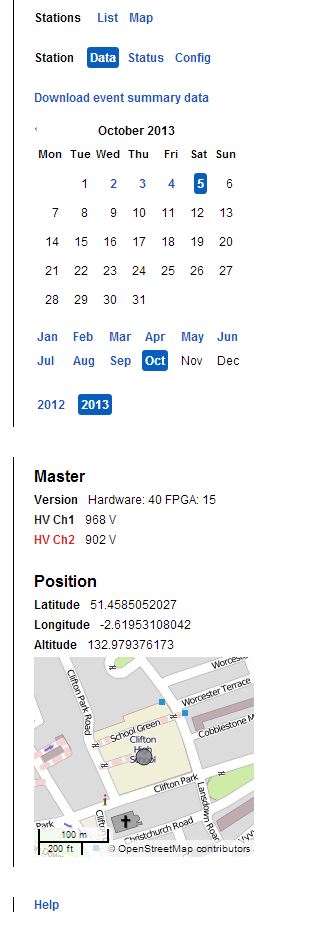 Stations List Map
Station Data Status Config
Download event summary data
‹ October 2013
Mon Tue Wed Thu Fri Sat Sun
1 2 3 4 5 6
7 8 9 10 11 12 13
14 15 16 17 18 19 20
21 22 23 24 25 26 27
28 29 30 31
Jan Feb Mar Apr May Jun
Jul Aug Sep Oct Nov Dec
2012 2013
Master
Version Hardware: 40 FPGA: 15
HV Ch1 968 V
HV Ch2 902 V
Position
Latitude 51.4585052027
Longitude -2.61953108042
Altitude 132.979376173
Worcester Terrace
Clifton Park Road
School Green
Cobblestone M
Clifton
High
School
Clifton Park
Lansdown Road
Christchurch Road
100 m
200 ft
© OpenStreetMap contributors
Help